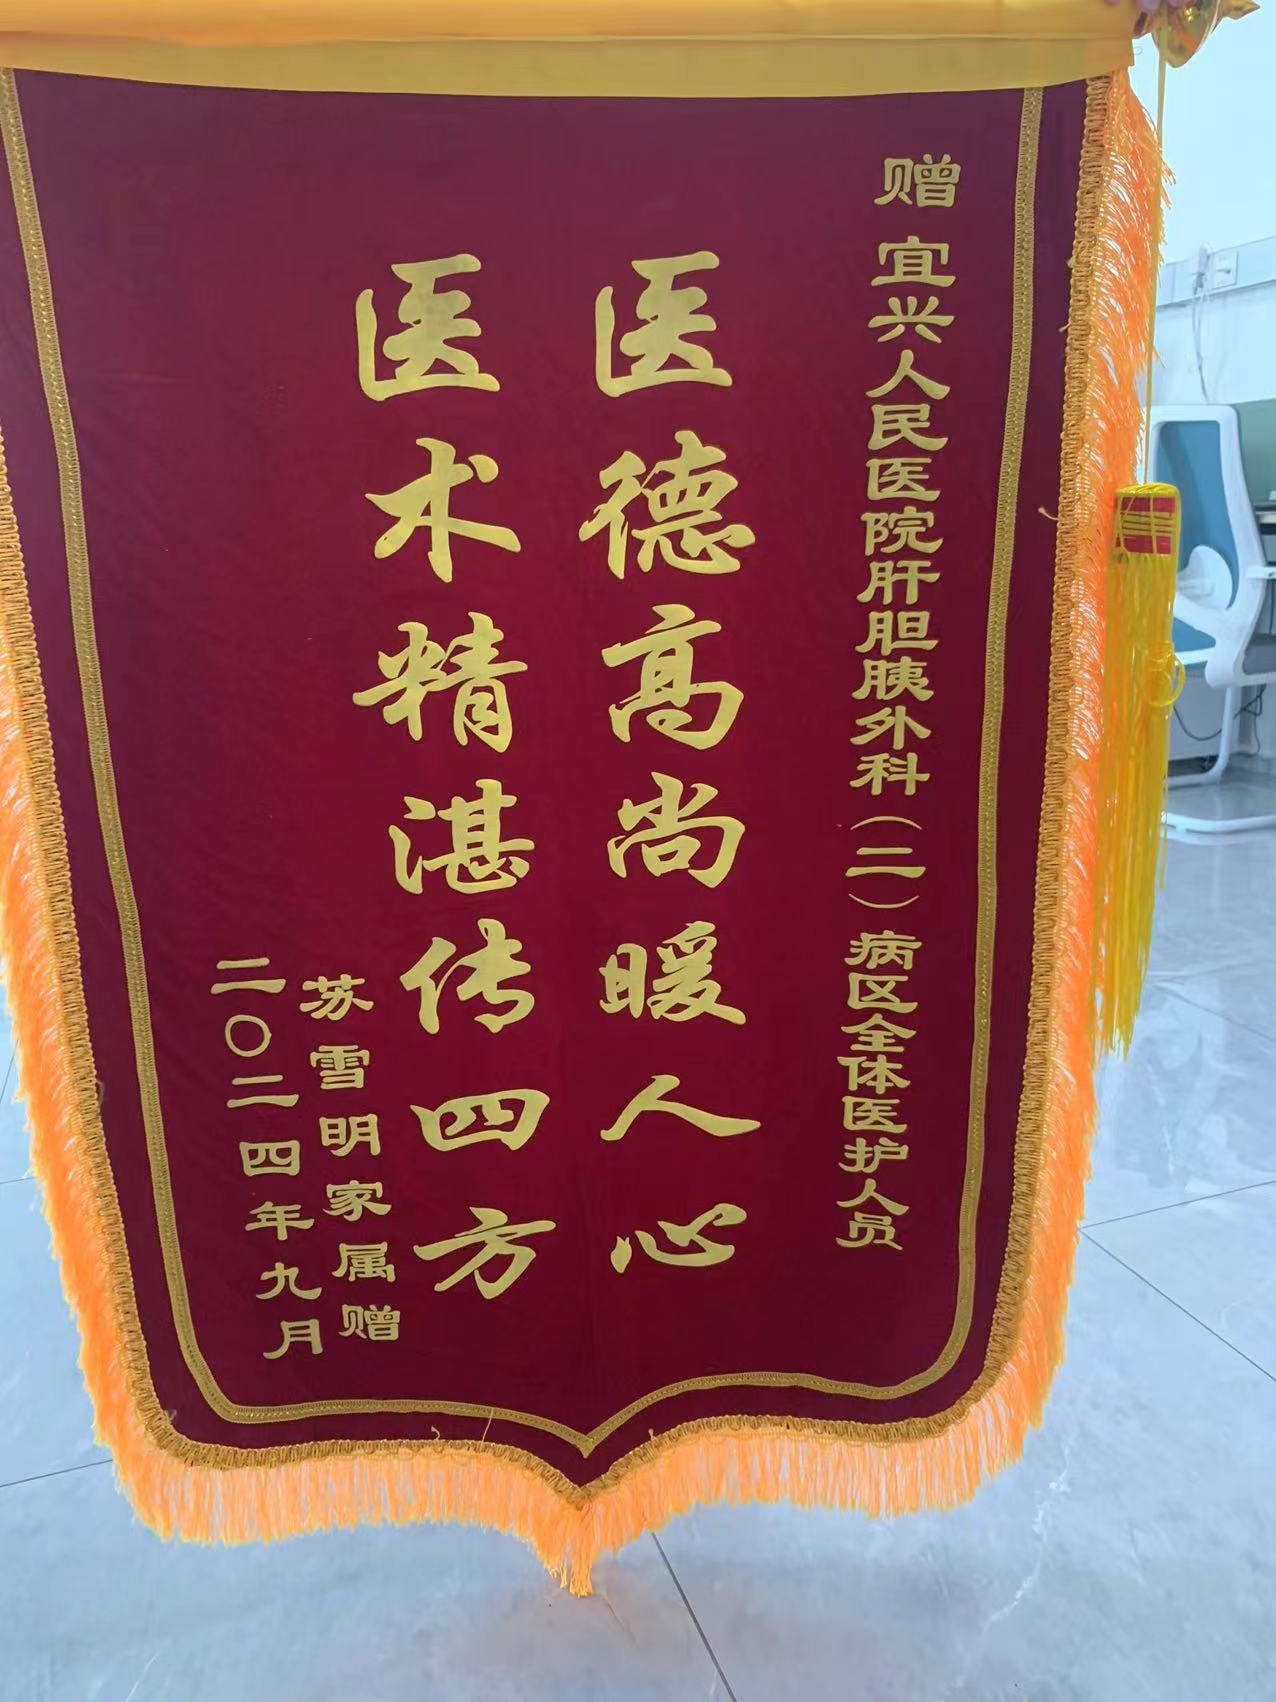 赠 宜兴人民医院肝胆胰外科（二）病区全体医护人员
医德高尚暖人心
医术精湛传四方
苏雪明家属赠
二〇二四年九月